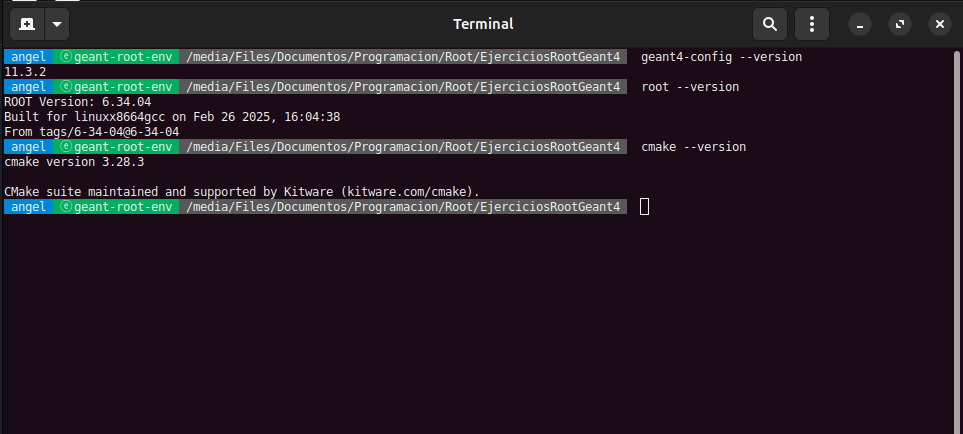 Terminal
angel ⓔgeant-root-env /media/Files/Documentos/Programacion/Root/EjerciciosRootGeant4 geant4-config --version
11.3.2
angel ⓔgeant-root-env /media/Files/Documentos/Programacion/Root/EjerciciosRootGeant4 root --version
ROOT Version: 6.34.04
Built for linuxx8664gcc on Feb 26 2025, 16:04:38
From tags/6-34-04@6-34-04
angel ⓔgeant-root-env /media/Files/Documentos/Programacion/Root/EjerciciosRootGeant4 cmake --version
cmake version 3.28.3
CMake suite maintained and supported by Kitware (kitware.com/cmake).
angel ⓔgeant-root-env /media/Files/Documentos/Programacion/Root/EjerciciosRootGeant4